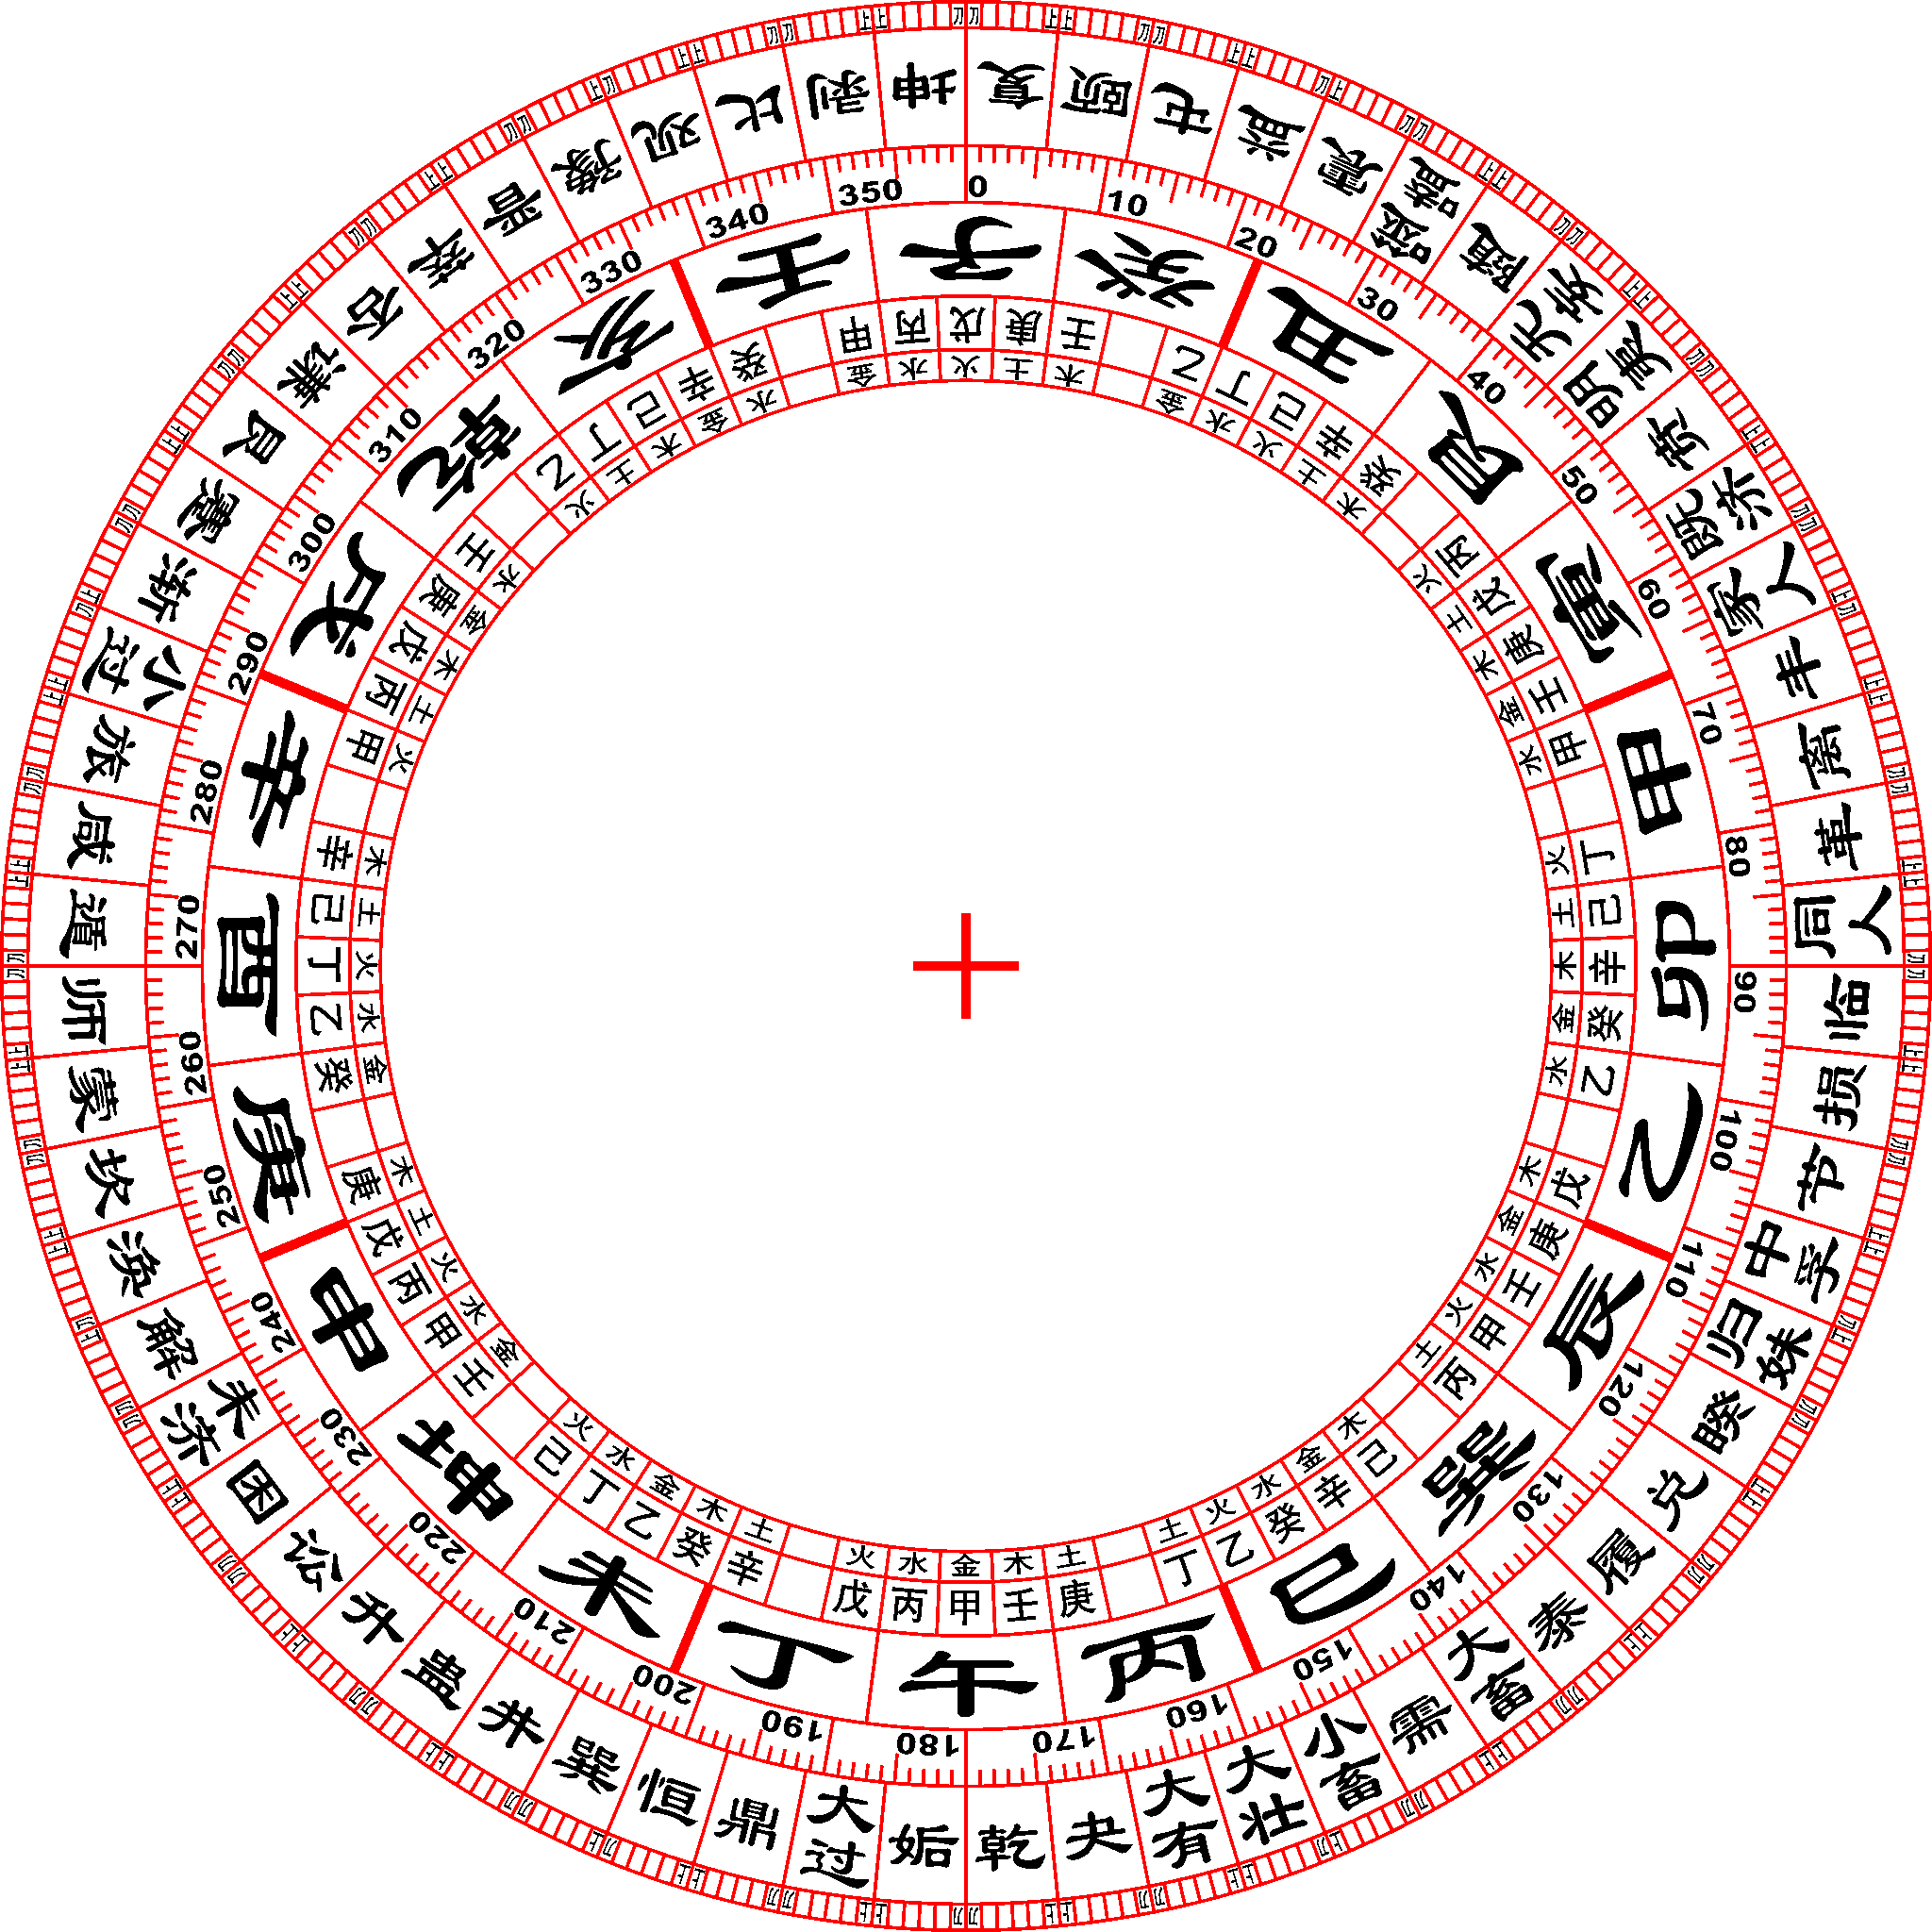 复 颐 屯 益 震 噬嗑 随 无妄 明夷 贲 既济 家人 丰 离 革 同人 临 损 节 中孚 归妹 睽 兑 履 泰 大畜 需 小畜 大壮 大有 夬 乾 姤 大过 鼎 恒 巽 井 蛊 升 讼 困 未济 解 涣 坎 蒙 师 遁 咸 旅 小过 渐 蹇 艮 谦 否 萃 晋 豫 观 比 剥 坤
0 10 20 30 40 50 60 70 80 90 100 110 120 130 140 150 160 170 180 190 200 210 220 230 240 250 260 270 280 290 300 310 320 330 340 350
子 癸 丑 艮 寅 甲 卯 乙 辰 巽 巳 丙 午 丁 未 坤 申 庚 酉 辛 戌 乾 亥 壬
甲 丙 戊 庚 壬 乙 丁 己 辛 癸 丙 戊 庚 壬 甲 丁 己 辛 癸 乙 戊 庚 壬 甲 丙 己 辛 癸 乙 丁 庚 壬 甲 丙 戊 辛 癸 乙 丁 己 壬 甲 丙 戊 庚 癸 乙 丁 己 辛 甲 丙 戊 庚 壬 乙 丁 己 辛 癸
金 水 火 土 木 金 水 火 土 木 火 土 木 金 水 火 土 木 金 水 木 金 水 火 土 木 金 水 火 土 土 木 金 水 火 土 木 金 水 火 金 水 火 土 木 金 水 火 土 木 火 土 木 金 水 火 土 木 金 水